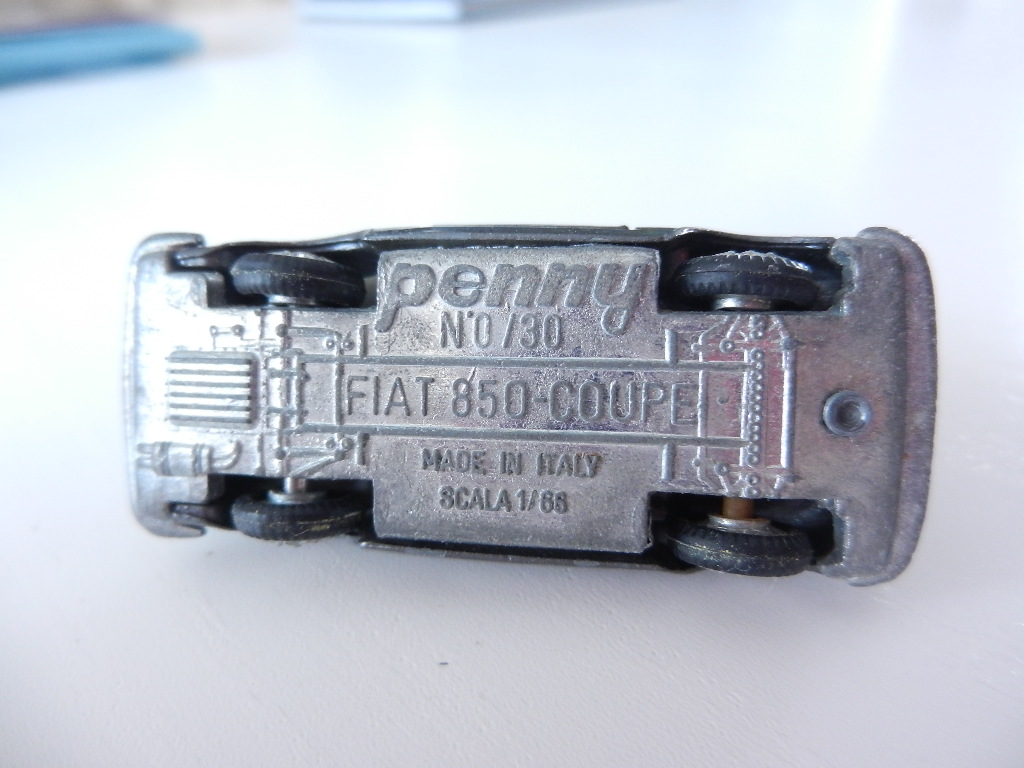 penny
N°0/30
FIAT 850-COUPE
MADE IN ITALY
SCALA 1/66